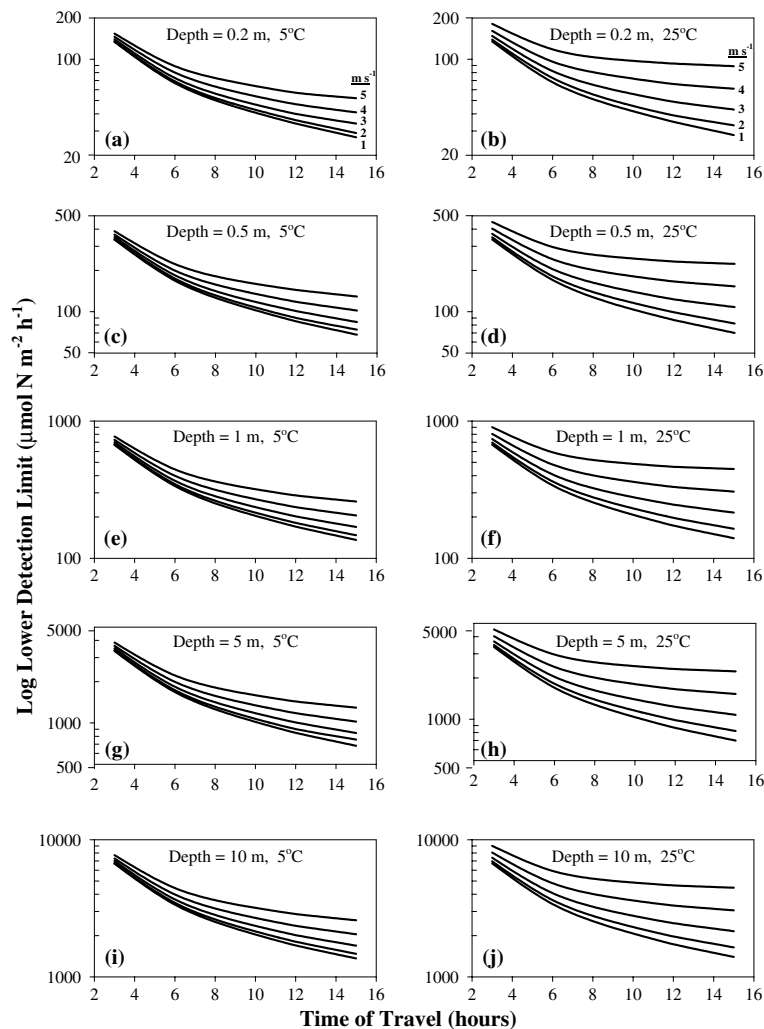 Log Lower Detection Limit (μmol N m⁻² h⁻¹)
200
100
20
Depth = 0.2 m, 5°C
m s⁻¹
5
4
3
2
1
(a)
2 4 6 8 10 12 14 16
200
100
20
Depth = 0.2 m, 25°C
m s⁻¹
5
4
3
2
1
(b)
2 4 6 8 10 12 14 16
500
100
50
Depth = 0.5 m, 5°C
(c)
2 4 6 8 10 12 14 16
500
100
50
Depth = 0.5 m, 25°C
(d)
2 4 6 8 10 12 14 16
1000
100
Depth = 1 m, 5°C
(e)
2 4 6 8 10 12 14 16
1000
100
Depth = 1 m, 25°C
(f)
2 4 6 8 10 12 14 16
5000
1000
500
Depth = 5 m, 5°C
(g)
2 4 6 8 10 12 14 16
5000
1000
500
Depth = 5 m, 25°C
(h)
2 4 6 8 10 12 14 16
10000
1000
Depth = 10 m, 5°C
(i)
2 4 6 8 10 12 14 16
10000
1000
Depth = 10 m, 25°C
(j)
2 4 6 8 10 12 14 16
Time of Travel (hours)